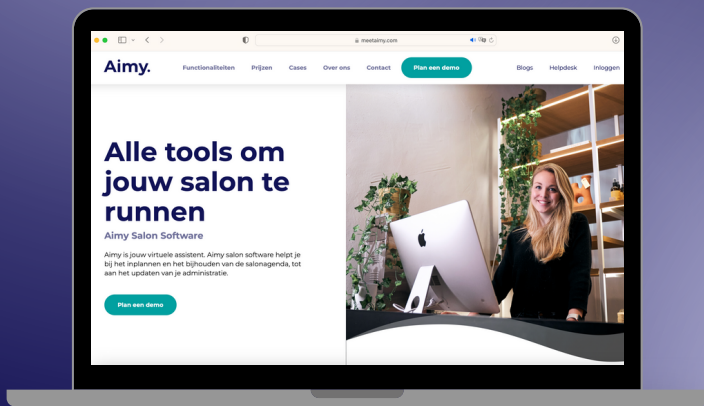 meetaimy.com
Aimy.
Functionaliteiten Prijzen Cases Over ons Contact Plan een demo Blogs Helpdesk Inloggen
Alle tools om
jouw salon te
runnen
Aimy Salon Software
Aimy is jouw virtuele assistent. Aimy salon software helpt je
bij het inplannen en het bijhouden van de salonagenda, tot
aan het updaten van je administratie.
Plan een demo